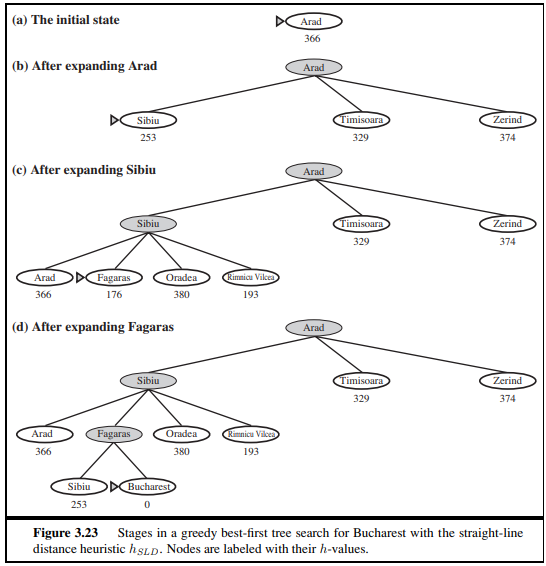 (a) The initial state
Arad
366
(b) After expanding Arad
Arad
Sibiu
Timisoara
Zerind
253
329
374
(c) After expanding Sibiu
Arad
Sibiu
Timisoara
Zerind
329
374
Arad
Fagaras
Oradea
Rimnicu Vilcea
366
176
380
193
(d) After expanding Fagaras
Arad
Sibiu
Timisoara
Zerind
329
374
Arad
Fagaras
Oradea
Rimnicu Vilcea
366
380
193
Sibiu
Bucharest
253
0
Figure 3.23 Stages in a greedy best-first tree search for Bucharest with the straight-line
distance heuristic hSLD. Nodes are labeled with their h-values.